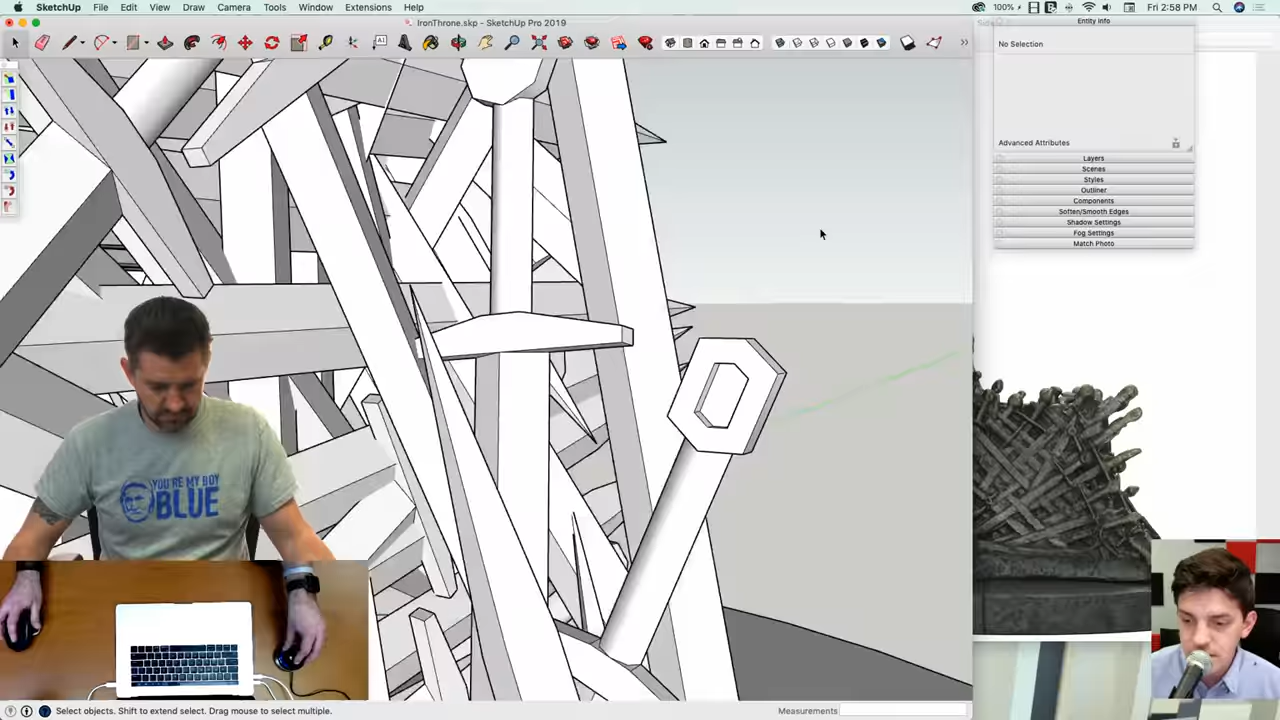 SketchUp File Edit View Draw Camera Tools Window Extensions Help
100% Fri 2:58 PM
IronThrone.skp - SketchUp Pro 2019
Entity Info
No Selection
Advanced Attributes
Layers
Scenes
Styles
Outliner
Components
Soften/Smooth Edges
Shadow Settings
Fog Settings
Match Photo
YOU'RE MY BOY
BLUE
Select objects. Shift to extend select. Drag mouse to select multiple.
Measurements